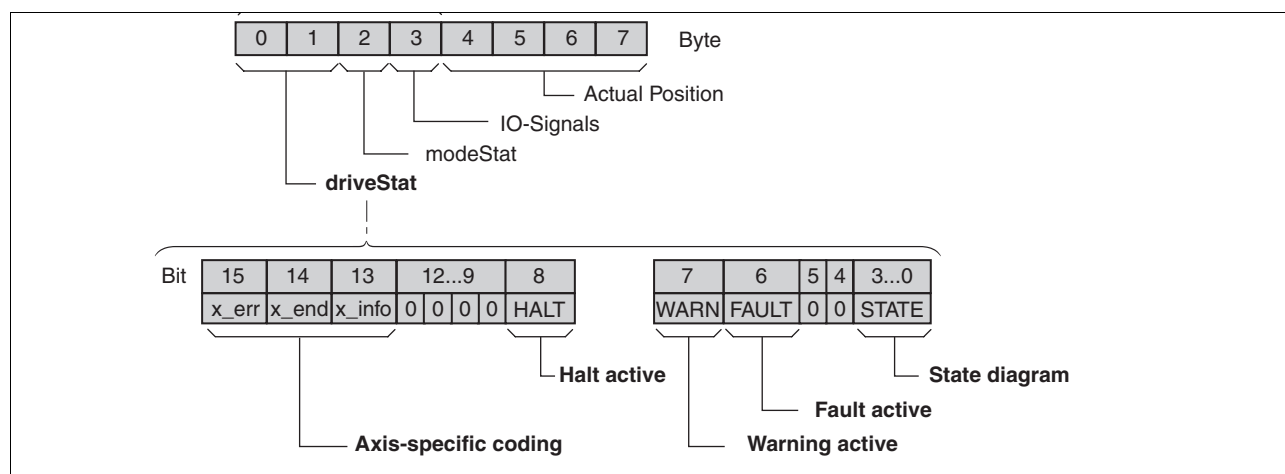 0 1 2 3 4 5 6 7 Byte
Actual Position
IO-Signals
modeStat
driveStat
Bit 15 14 13 12...9 8 7 6 5 4 3...0
x_err x_end x_info 0 0 0 0 HALT WARN FAULT 0 0 STATE
Halt active State diagram
Fault active
Axis-specific coding Warning active